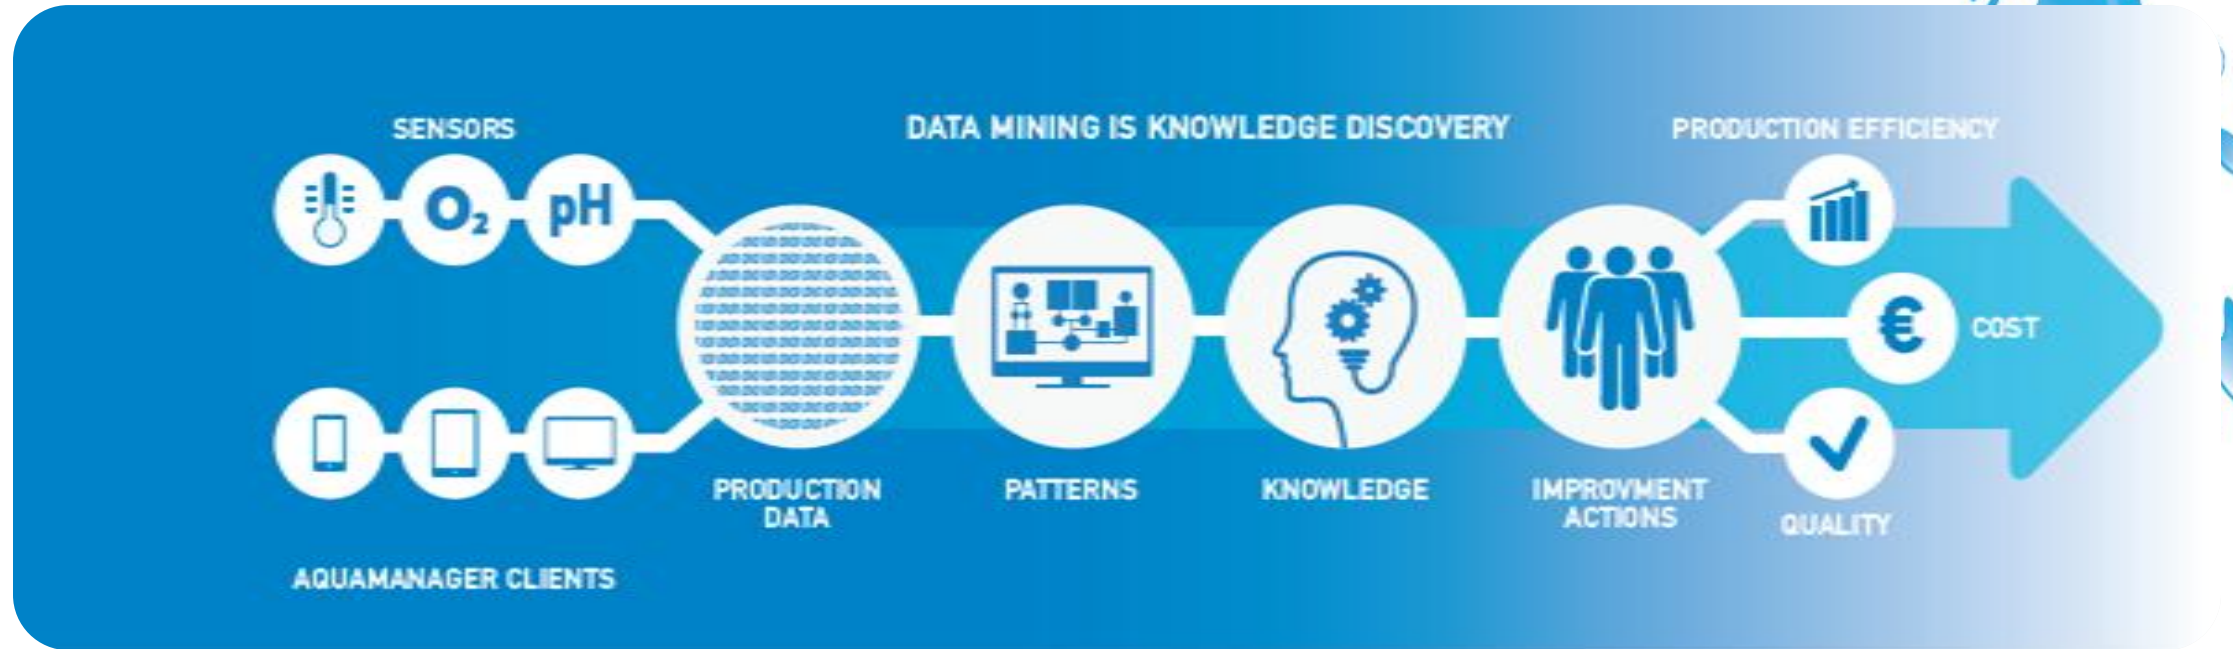 SENSORS
DATA MINING IS KNOWLEDGE DISCOVERY
PRODUCTION EFFICIENCY
O₂
pH
€
COST
PRODUCTION
DATA
PATTERNS
KNOWLEDGE
IMPROVMENT
ACTIONS
QUALITY
AQUAMANAGER CLIENTS